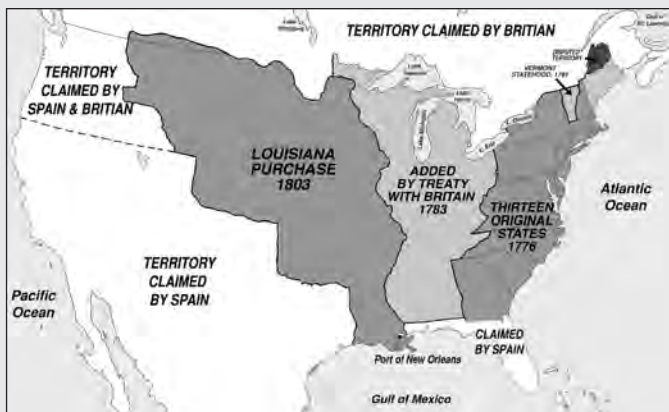 TERRITORY CLAIMED BY BRITIAN
DISPUTED
TERRITORY
VERMONT
STATEHOOD, 1791
TERRITORY
CLAIMED BY
SPAIN & BRITIAN
LOUISIANA
PURCHASE
1803
ADDED
BY TREATY
WITH BRITAIN
1783
THIRTEEN
ORIGINAL
STATES
1776
Atlantic
Ocean
TERRITORY
CLAIMED
BY SPAIN
Pacific
Ocean
CLAIMED
BY SPAIN
Port of New Orleans
Gulf of Mexico
Lake Michigan